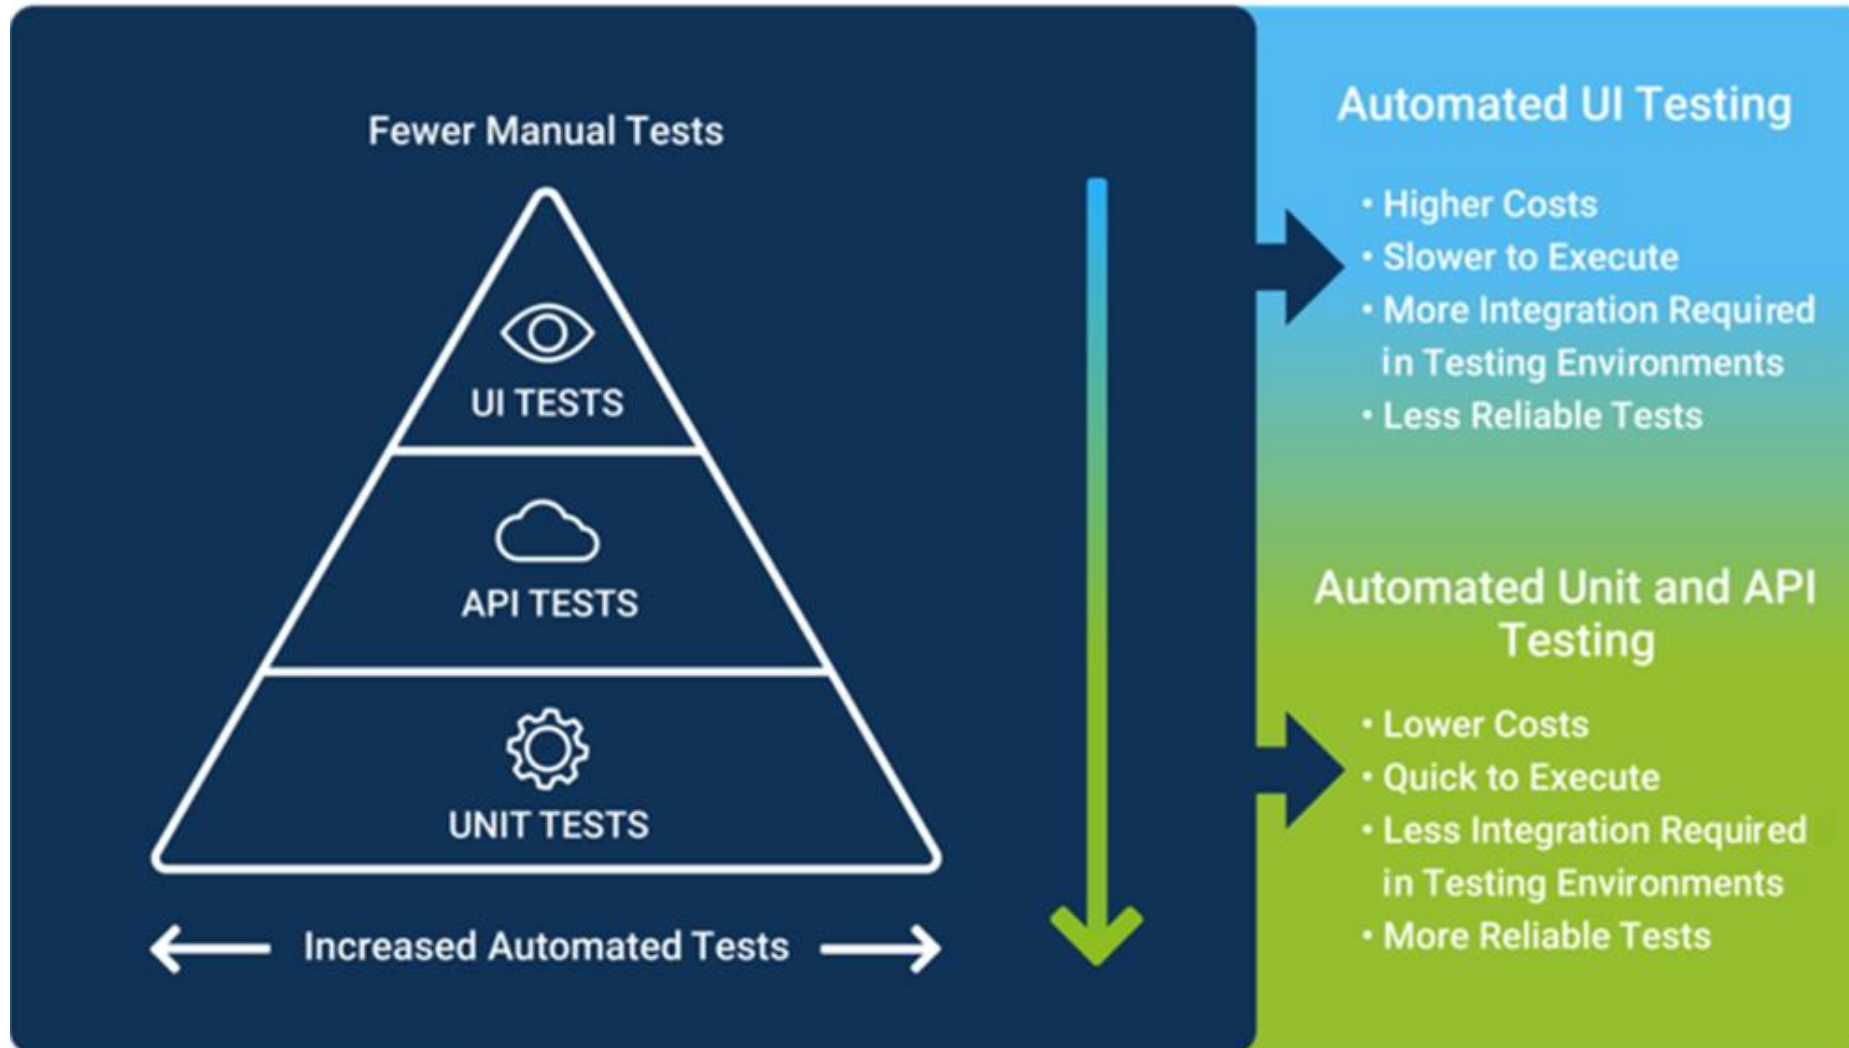 Fewer Manual Tests
UI TESTS
API TESTS
UNIT TESTS
Increased Automated Tests
Automated UI Testing
• Higher Costs
• Slower to Execute
• More Integration Required
in Testing Environments
• Less Reliable Tests
Automated Unit and API
Testing
• Lower Costs
• Quick to Execute
• Less Integration Required
in Testing Environments
• More Reliable Tests